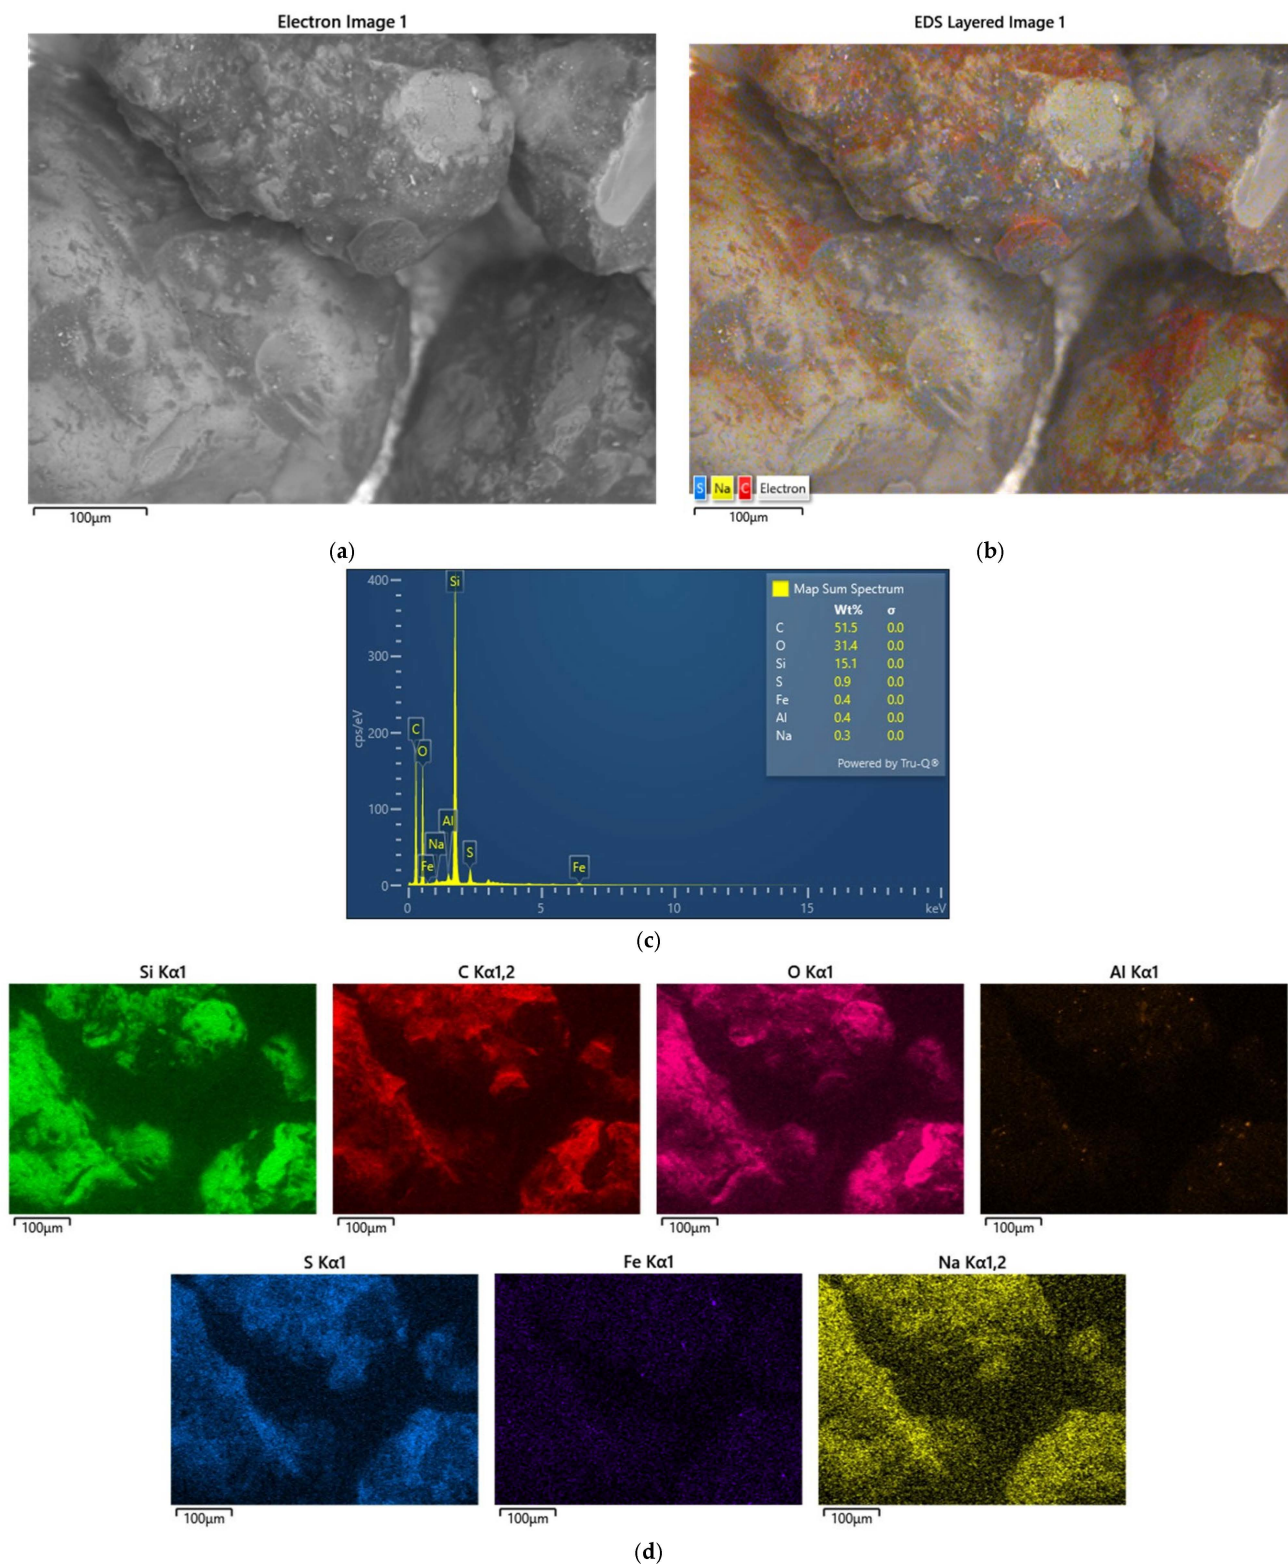 Electron Image 1
EDS Layered Image 1
S Na C Electron
100µm
100µm
(a)
(b)
400
300
200
100
0
cps/eV
Si
C
O
Al
Na
Fe
S
Fe
0 5 10 15 keV
Map Sum Spectrum
Wt% σ
C 51.5 0.0
O 31.4 0.0
Si 15.1 0.0
S 0.9 0.0
Fe 0.4 0.0
Al 0.4 0.0
Na 0.3 0.0
Powered by Tru-Q®
(c)
Si Kα1
C Kα1,2
O Kα1
Al Kα1
100µm
100µm
100µm
100µm
S Kα1
Fe Kα1
Na Kα1,2
100µm
100µm
100µm
(d)